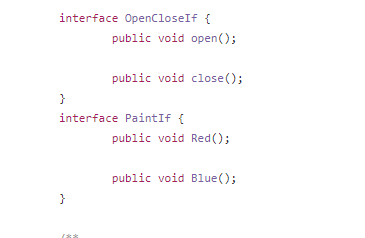 interface OpenCloseIf {
public void open();
public void close();
}
interface PaintIf {
public void Red();
public void Blue();
}
/**